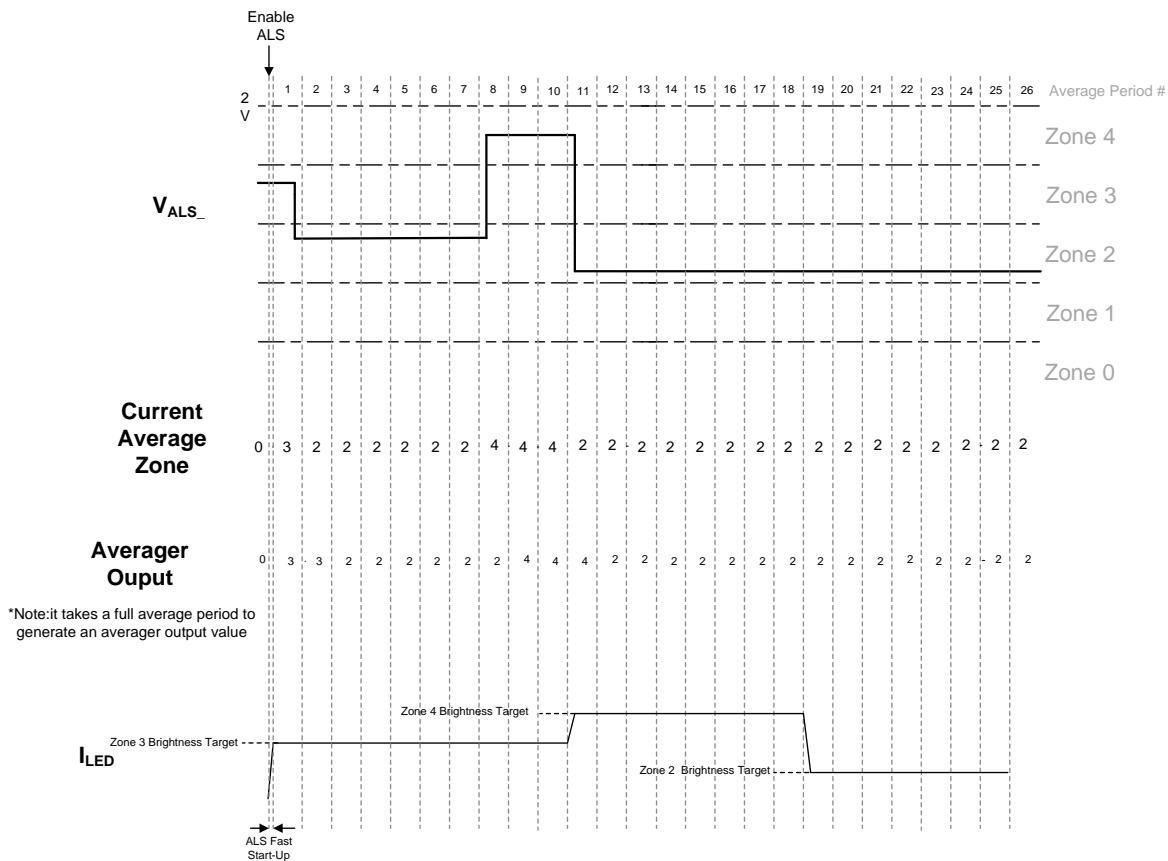 Enable
ALS
1 2 3 4 5 6 7 8 9 10 11 12 13 14 15 16 17 18 19 20 21 22 23 24 25 26 Average Period #
2
V
Zone 4
Zone 3
VALS_
Zone 2
Zone 1
Zone 0
Current
Average
Zone
0 3 2 2 2 2 2 2 4 4 4 2 2 2 2 2 2 2 2 2 2 2 2 2 2 2 2
Averager
Ouput
0 3 3 2 2 2 2 2 2 4 4 4 2 2 2 2 2 2 2 2 2 2 2 2 2 2 2
*Note:it takes a full average period to
generate an averager output value
Zone 4 Brightness Target
Zone 3 Brightness Target
ILED
Zone 2 Brightness Target
ALS Fast
Start-Up